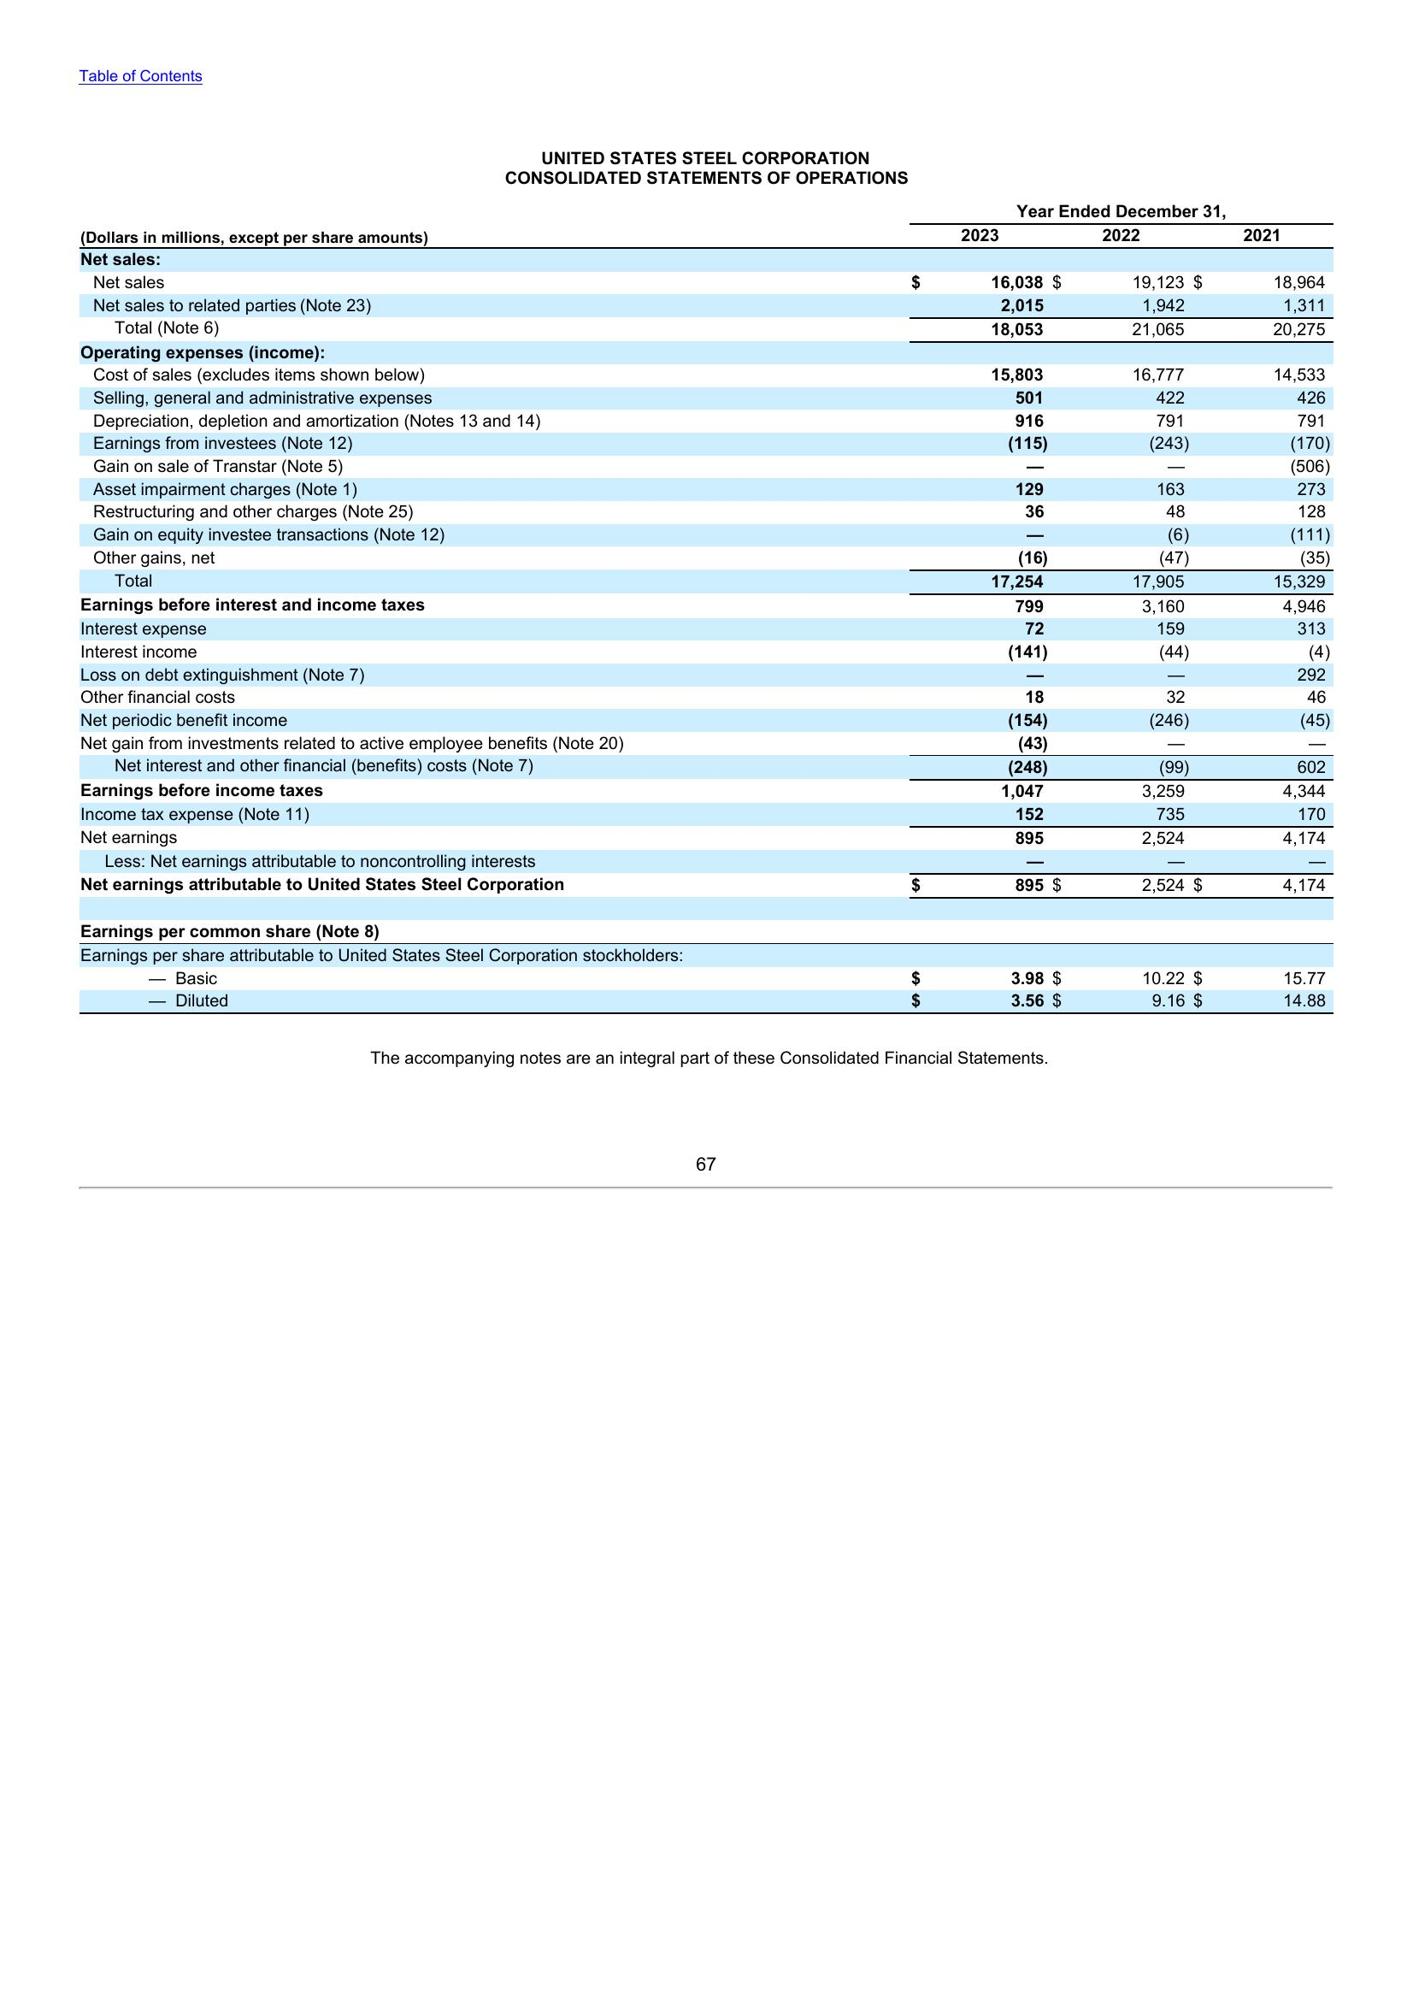 Table of Contents
UNITED STATES STEEL CORPORATION
CONSOLIDATED STATEMENTS OF OPERATIONS
Year Ended December 31,
(Dollars in millions, except per share amounts) 2023 2022 2021
Net sales:
Net sales $ 16,038 $ 19,123 $ 18,964
Net sales to related parties (Note 23) 2,015 1,942 1,311
Total (Note 6) 18,053 21,065 20,275
Operating expenses (income):
Cost of sales (excludes items shown below) 15,803 16,777 14,533
Selling, general and administrative expenses 501 422 426
Depreciation, depletion and amortization (Notes 13 and 14) 916 791 791
Earnings from investees (Note 12) (115) (243) (170)
Gain on sale of Transtar (Note 5) — — (506)
Asset impairment charges (Note 1) 129 163 273
Restructuring and other charges (Note 25) 36 48 128
Gain on equity investee transactions (Note 12) — (6) (111)
Other gains, net (16) (47) (35)
Total 17,254 17,905 15,329
Earnings before interest and income taxes 799 3,160 4,946
Interest expense 72 159 313
Interest income (141) (44) (4)
Loss on debt extinguishment (Note 7) — — 292
Other financial costs 18 32 46
Net periodic benefit income (154) (246) (45)
Net gain from investments related to active employee benefits (Note 20) (43) — —
Net interest and other financial (benefits) costs (Note 7) (248) (99) 602
Earnings before income taxes 1,047 3,259 4,344
Income tax expense (Note 11) 152 735 170
Net earnings 895 2,524 4,174
Less: Net earnings attributable to noncontrolling interests — — —
Net earnings attributable to United States Steel Corporation $ 895 $ 2,524 $ 4,174
Earnings per common share (Note 8)
Earnings per share attributable to United States Steel Corporation stockholders:
— Basic $ 3.98 $ 10.22 $ 15.77
— Diluted $ 3.56 $ 9.16 $ 14.88
The accompanying notes are an integral part of these Consolidated Financial Statements.
67